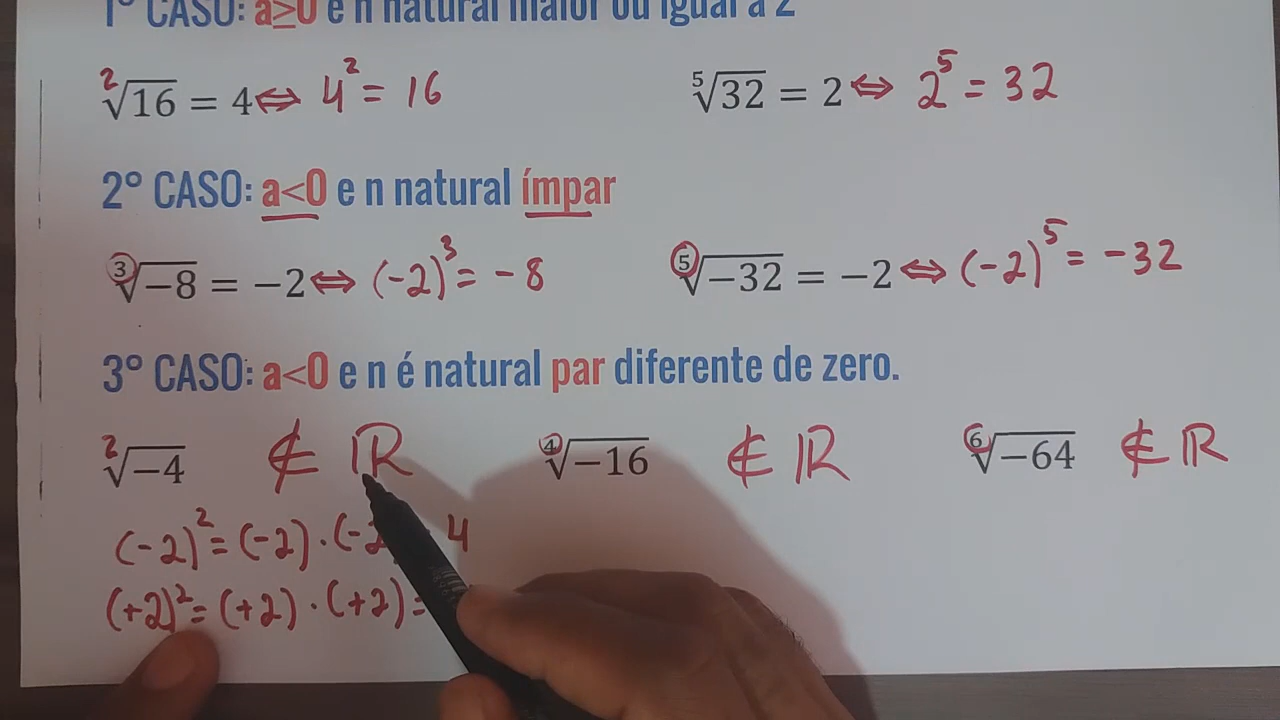 1° CASO: a≥0 e n natural maior ou igual a 2
²√16 = 4 ⇔ 4² = 16    ⁵√32 = 2 ⇔ 2⁵ = 32
2° CASO: a<0 e n natural ímpar
³√-8 = -2 ⇔ (-2)³ = -8    ⁵√-32 = -2 ⇔ (-2)⁵ = -32
3° CASO: a<0 e n é natural par diferente de zero.
²√-4 ∉ ℝ    ⁴√-16 ∉ ℝ    ⁶√-64 ∉ ℝ
(-2)² = (-2) · (-2 4
(+2)² = (+2) · (+2) =